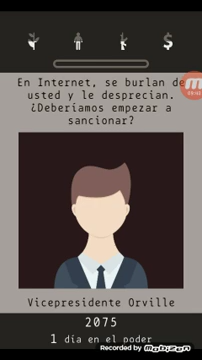 En Internet, se burlan de
usted y le desprecian.
¿Deberíamos empezar a
sancionar?
Vicepresidente Orville
2075
1 día en el poder
Recorded by Mobizen